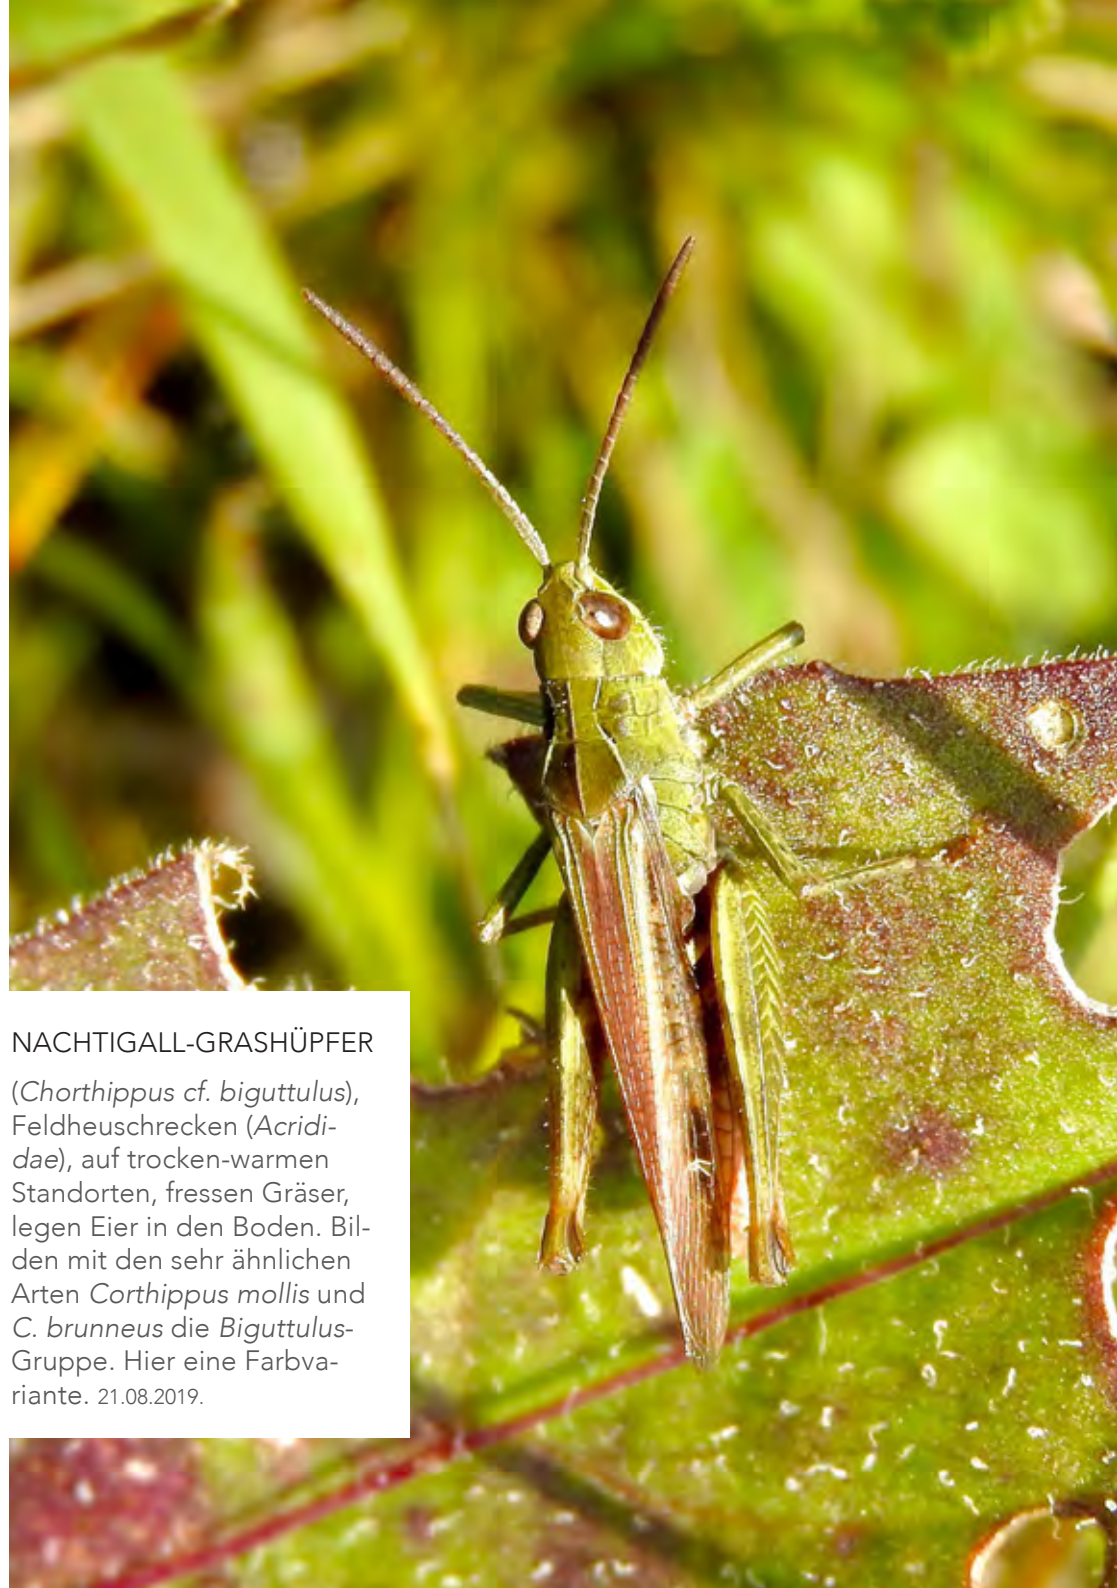 NACHTIGALL-GRASHÜPFER
(Chorthippus cf. biguttulus),
Feldheuschrecken (Acridi-
dae), auf trocken-warmen
Standorten, fressen Gräser,
legen Eier in den Boden. Bil-
den mit den sehr ähnlichen
Arten Corthippus mollis und
C. brunneus die Biguttulus-
Gruppe. Hier eine Farbva-
riante. 21.08.2019.